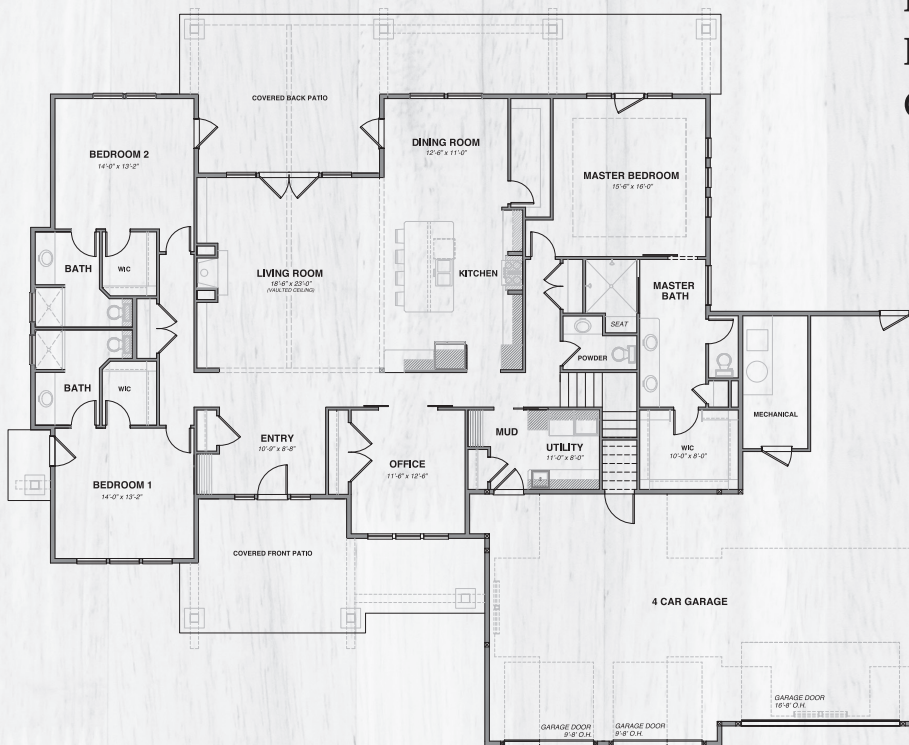 COVERED BACK PATIO
BEDROOM 2
14'-0" x 13'-2"
DINING ROOM
12'-6" x 11'-0"
MASTER BEDROOM
15'-6" x 16'-0"
BATH
WIC
LIVING ROOM
18'-6" x 23'-0"
(VAULTED CEILING)
KITCHEN
MASTER
BATH
SEAT
POWDER
BATH
WIC
MECHANICAL
ENTRY
10'-9" x 8'-8"
MUD
UTILITY
11'-0" x 8'-0"
WIC
10'-0" x 8'-0"
OFFICE
11'-6" x 12'-6"
BEDROOM 1
14'-0" x 13'-2"
COVERED FRONT PATIO
4 CAR GARAGE
GARAGE DOOR
16'-8' O.H.
GARAGE DOOR
9'-8' O.H.
GARAGE DOOR
9'-8' O.H.